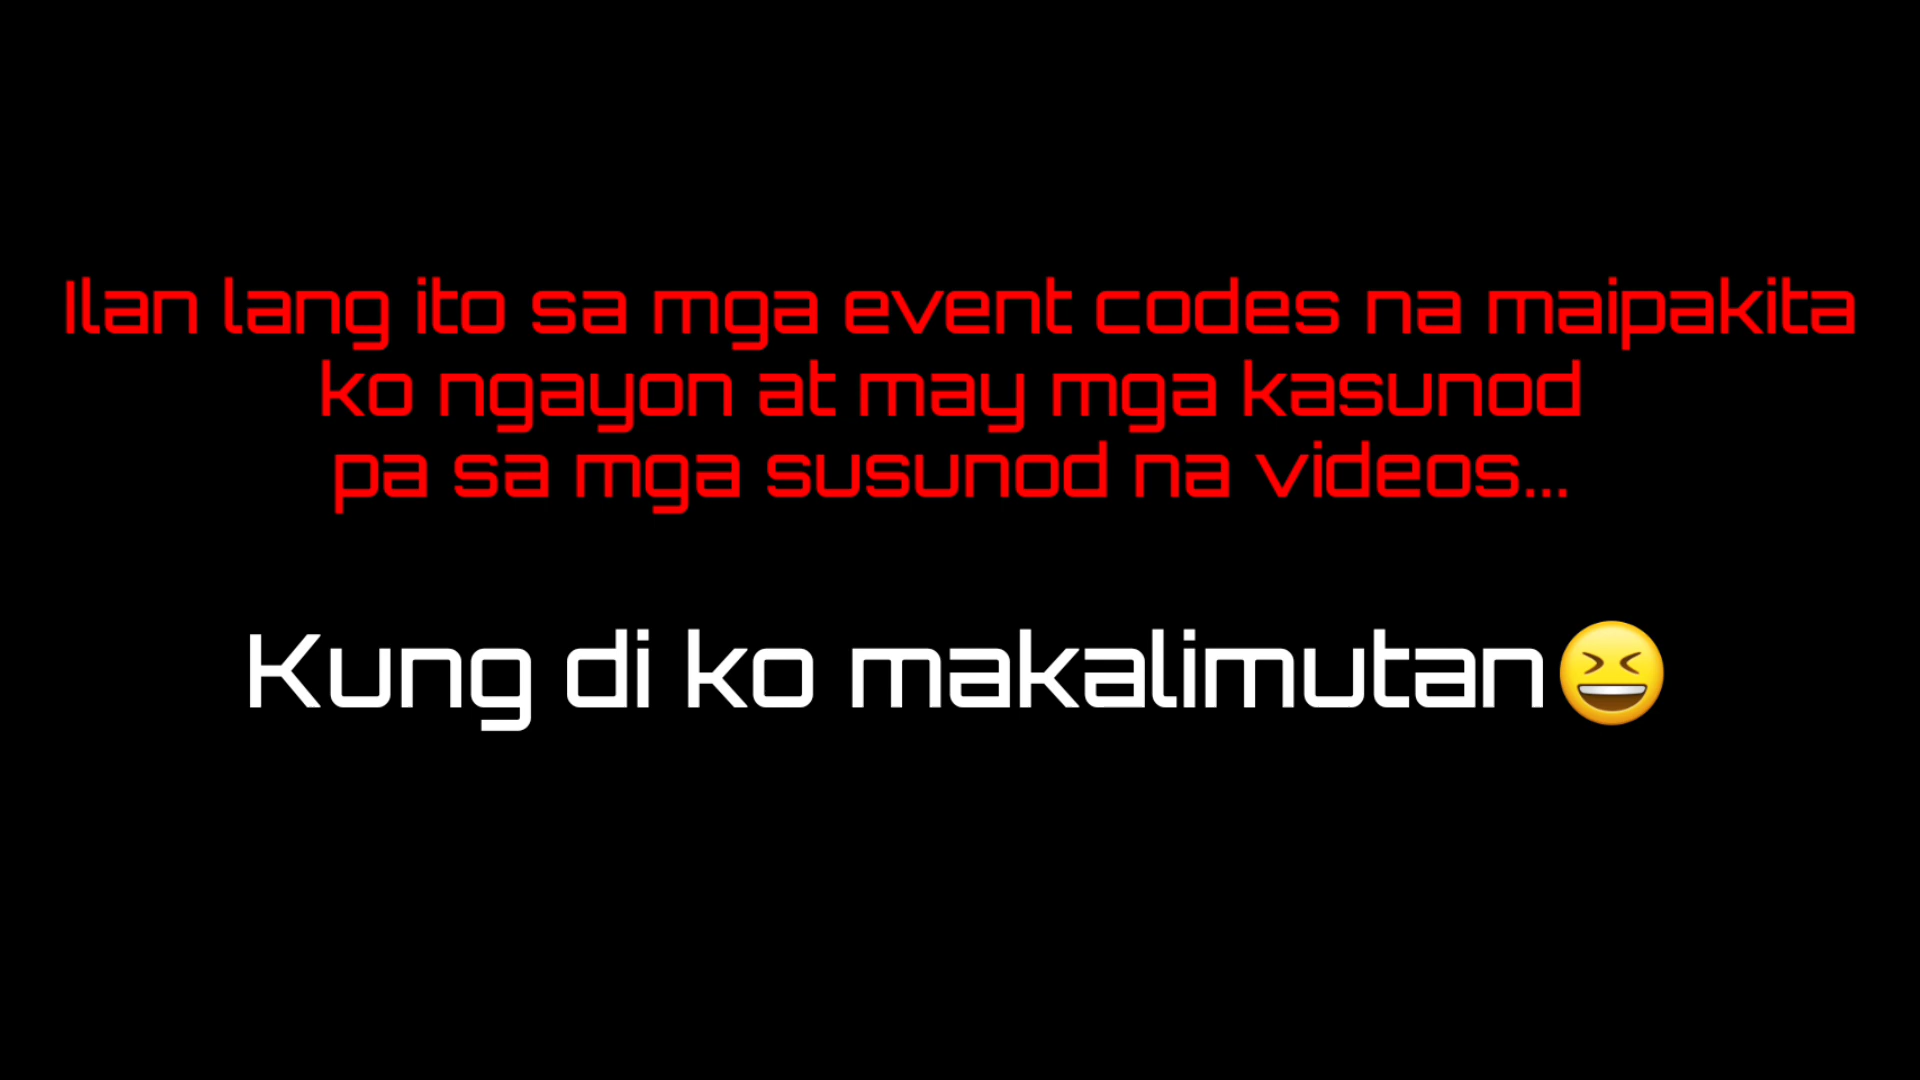 Ilan lang ito sa mga event codes na maipakita
ko ngayon at may mga kasunod
pa sa mga susunod na videos...
Kung di ko makalimutan😆